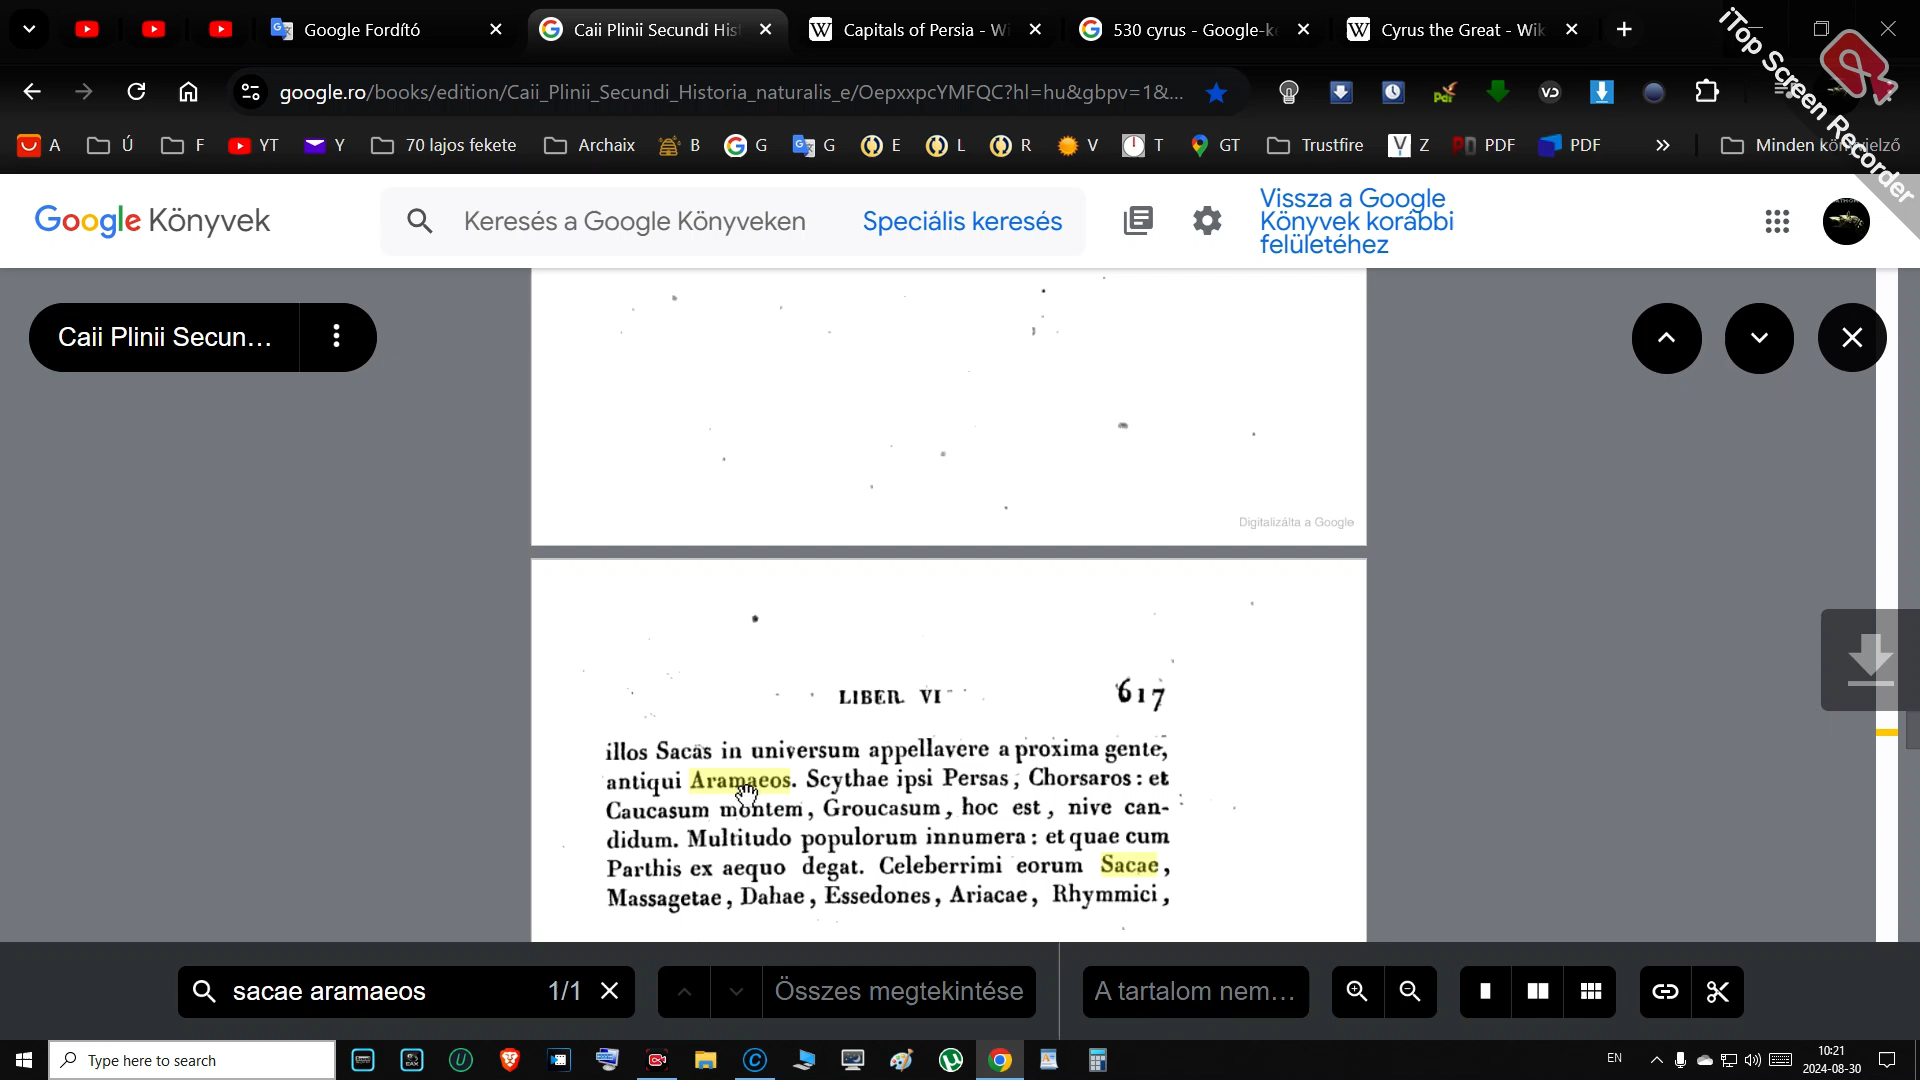 Google Fordító
Caii Plinii Secundi His
Capitals of Persia - Wi
530 cyrus - Google-k
Cyrus the Great - Wik
iTop Screen Recorder
google.ro/books/edition/Caii_Plinii_Secundi_Historia_naturalis_e/OepxxpcYMFQC?hl=hu&gbpv=1&...
A
Ú
F
YT
Y
70 lajos fekete
Archaix
B
G
G
E
L
R
V
T
GT
Trustfire
Z
PDF
PDF
»
Minden könyvjelző
Google Könyvek
Keresés a Google Könyveken
Speciális keresés
Vissza a Google
Könyvek korábbi
felületéhez
Caii Plinii Secun...
Digitalizálta a Google
LIBER VI 617
illos Sacas in universum appellavere a proxima gente,
antiqui Aramaeos. Scythae ipsi Persas, Chorsaros: et
Caucasum montem, Groucasum, hoc est, nive can-
didum. Multitudo populorum innumera: et quae cum
Parthis ex aequo degat. Celeberrimi eorum Sacae,
Massagetae, Dahae, Essedones, Ariacae, Rhymmici,
sacae aramaeos 1/1
Összes megtekintése
A tartalom nem...
Type here to search
EN
10:21
2024-08-30